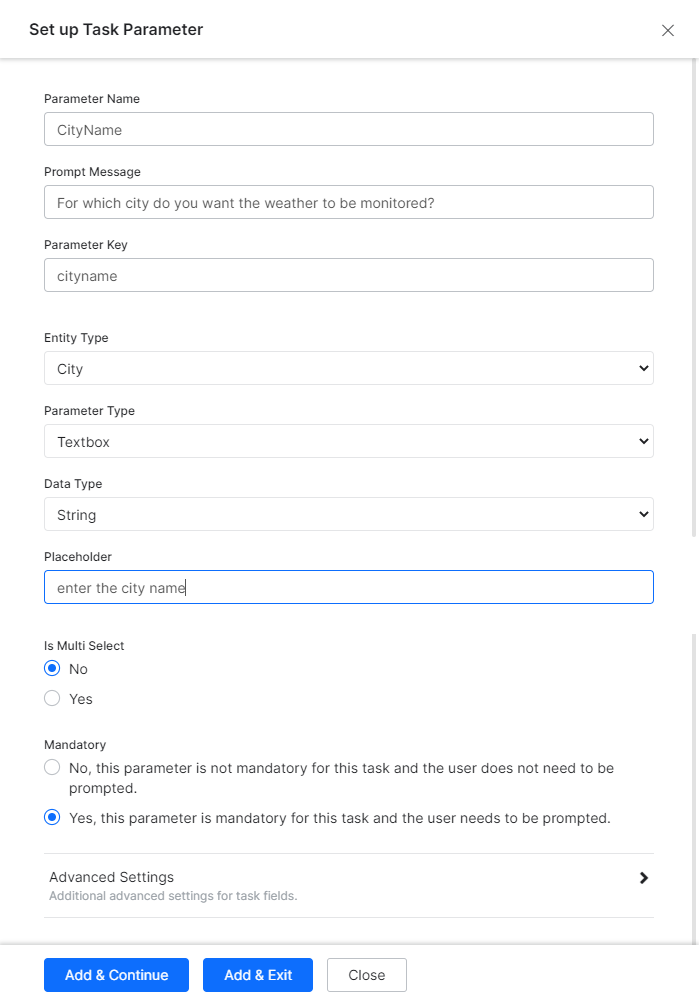 Set up Task Parameter
Parameter Name
CityName
Prompt Message
For which city do you want the weather to be monitored?
Parameter Key
cityname
Entity Type
City
Parameter Type
Textbox
Data Type
String
Placeholder
enter the city name
Is Multi Select
No
Yes
Mandatory
No, this parameter is not mandatory for this task and the user does not need to be
prompted.
Yes, this parameter is mandatory for this task and the user needs to be prompted.
Advanced Settings
Additional advanced settings for task fields.
Add & Continue
Add & Exit
Close